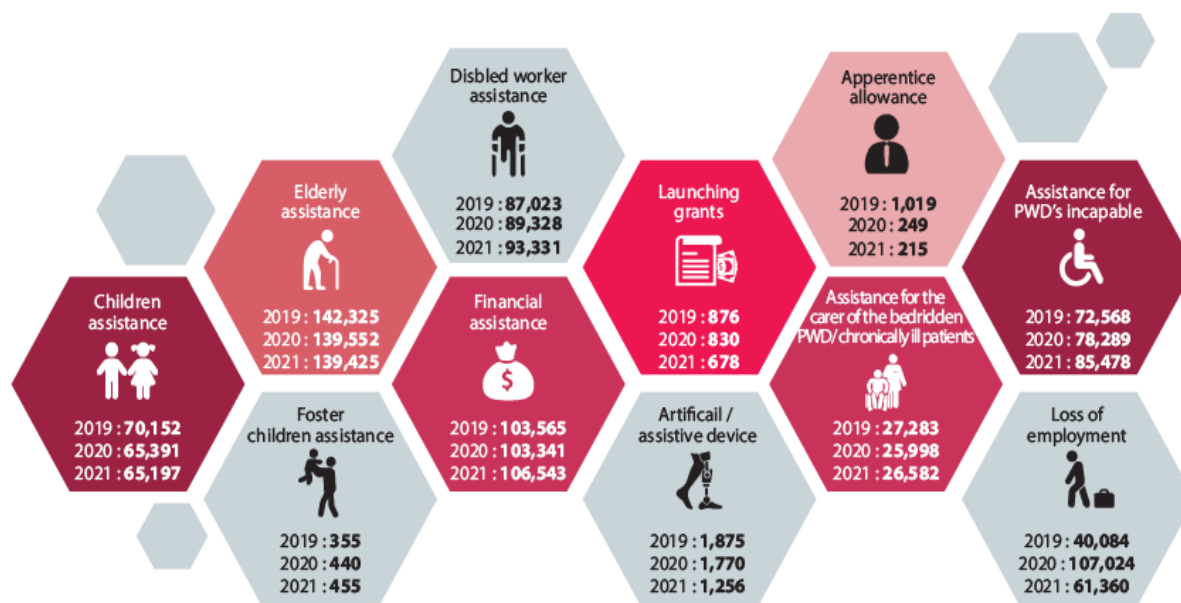 Disbled worker
assistance
2019 : 87,023
2020 : 89,328
2021 : 93,331
Apperentice
allowance
2019 : 1,019
2020 : 249
2021 : 215
Elderly
assistance
2019 : 142,325
2020 : 139,552
2021 : 139,425
Launching
grants
2019 : 876
2020 : 830
2021 : 678
Assistance for
PWD's incapable
2019 : 72,568
2020 : 78,289
2021 : 85,478
Children
assistance
2019 : 70,152
2020 : 65,391
2021 : 65,197
Financial
assistance
$
2019 : 103,565
2020 : 103,341
2021 : 106,543
Assistance for the
carer of the bedridden
PWD/chronically ill patients
2019 : 27,283
2020 : 25,998
2021 : 26,582
Foster
children assistance
2019 : 355
2020 : 440
2021 : 455
Artificail /
assistive device
2019 : 1,875
2020 : 1,770
2021 : 1,256
Loss of
employment
2019 : 40,084
2020 : 107,024
2021 : 61,360